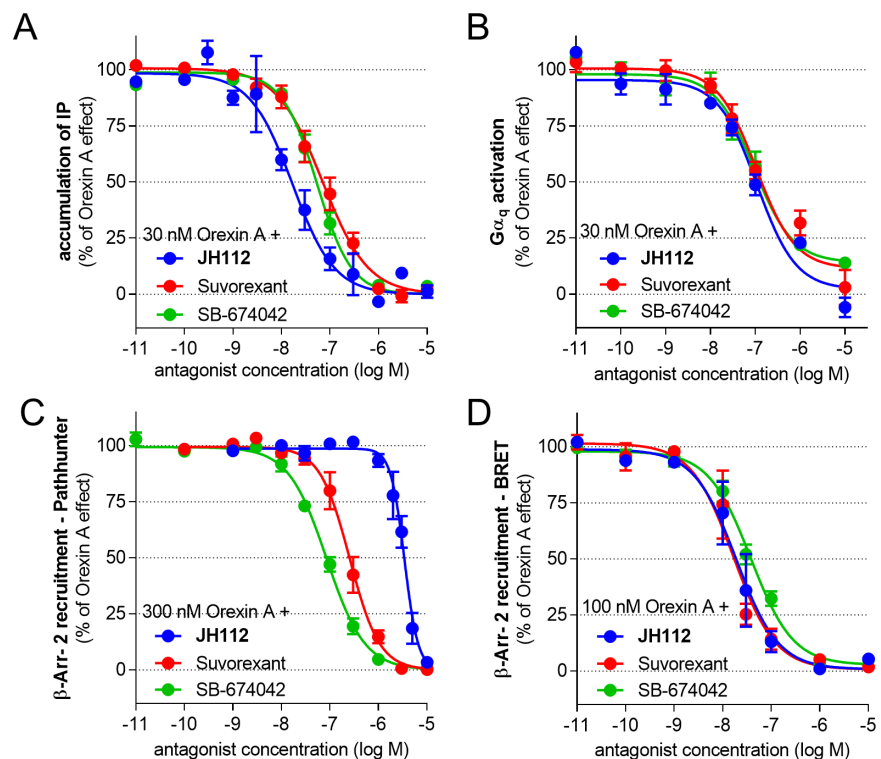 A
accumulation of IP
(% of Orexin A effect)
100
75
50
25
0
30 nM Orexin A +
JH112
Suvorexant
SB-674042
-11 -10 -9 -8 -7 -6 -5
antagonist concentration (log M)
B
Gαq activation
(% of Orexin A effect)
100
75
50
25
0
30 nM Orexin A +
JH112
Suvorexant
SB-674042
-11 -10 -9 -8 -7 -6 -5
antagonist concentration (log M)
C
β-Arr- 2 recruitment - Pathhunter
(% of Orexin A effect)
100
75
50
25
0
300 nM Orexin A +
JH112
Suvorexant
SB-674042
-11 -10 -9 -8 -7 -6 -5
antagonist concentration (log M)
D
β-Arr- 2 recruitment - BRET
(% of Orexin A effect)
100
75
50
25
0
100 nM Orexin A +
JH112
Suvorexant
SB-674042
-11 -10 -9 -8 -7 -6 -5
antagonist concentration (log M)